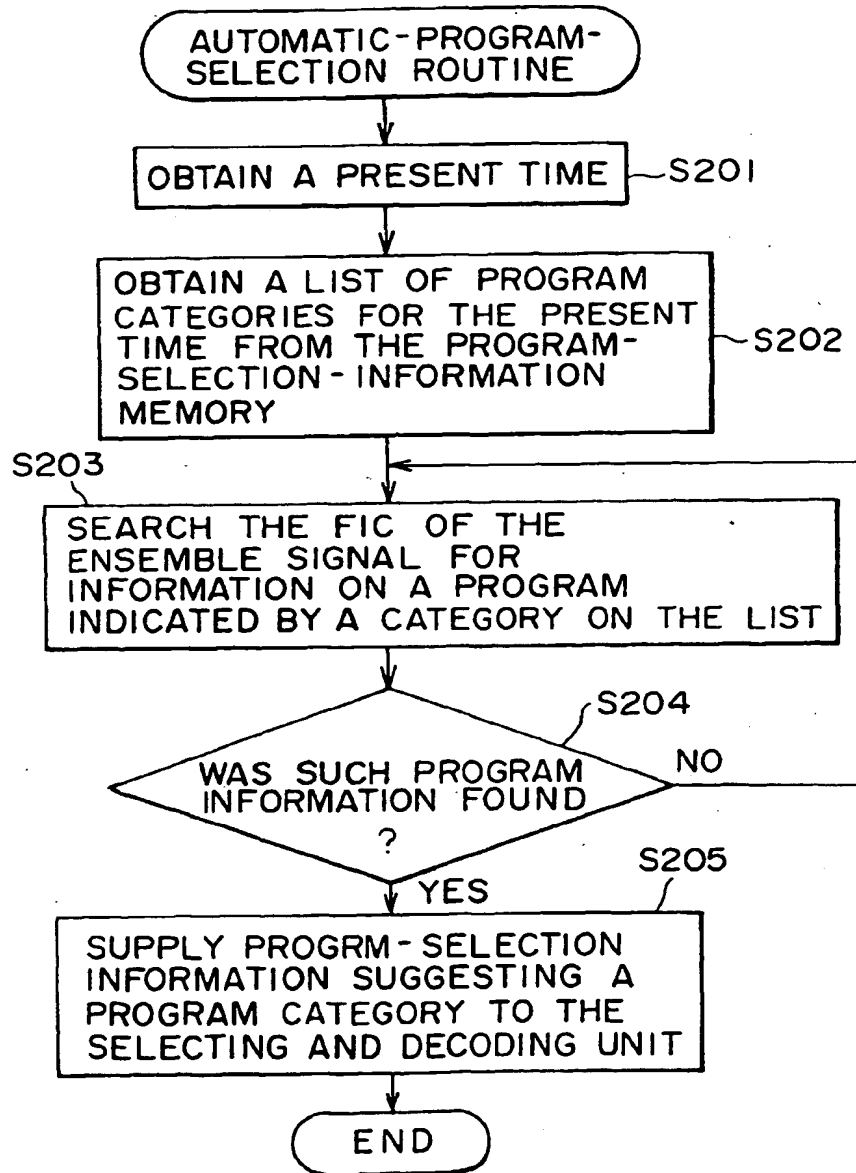 AUTOMATIC-PROGRAM-
SELECTION ROUTINE
OBTAIN A PRESENT TIME
S201
OBTAIN A LIST OF PROGRAM
CATEGORIES FOR THE PRESENT
TIME FROM THE PROGRAM-
SELECTION-INFORMATION
MEMORY
S202
S203
SEARCH THE FIC OF THE
ENSEMBLE SIGNAL FOR
INFORMATION ON A PROGRAM
INDICATED BY A CATEGORY ON THE LIST
S204
WAS SUCH PROGRAM
INFORMATION FOUND
?
NO
YES
S205
SUPPLY PROGRM-SELECTION
INFORMATION SUGGESTING A
PROGRAM CATEGORY TO THE
SELECTING AND DECODING UNIT
END